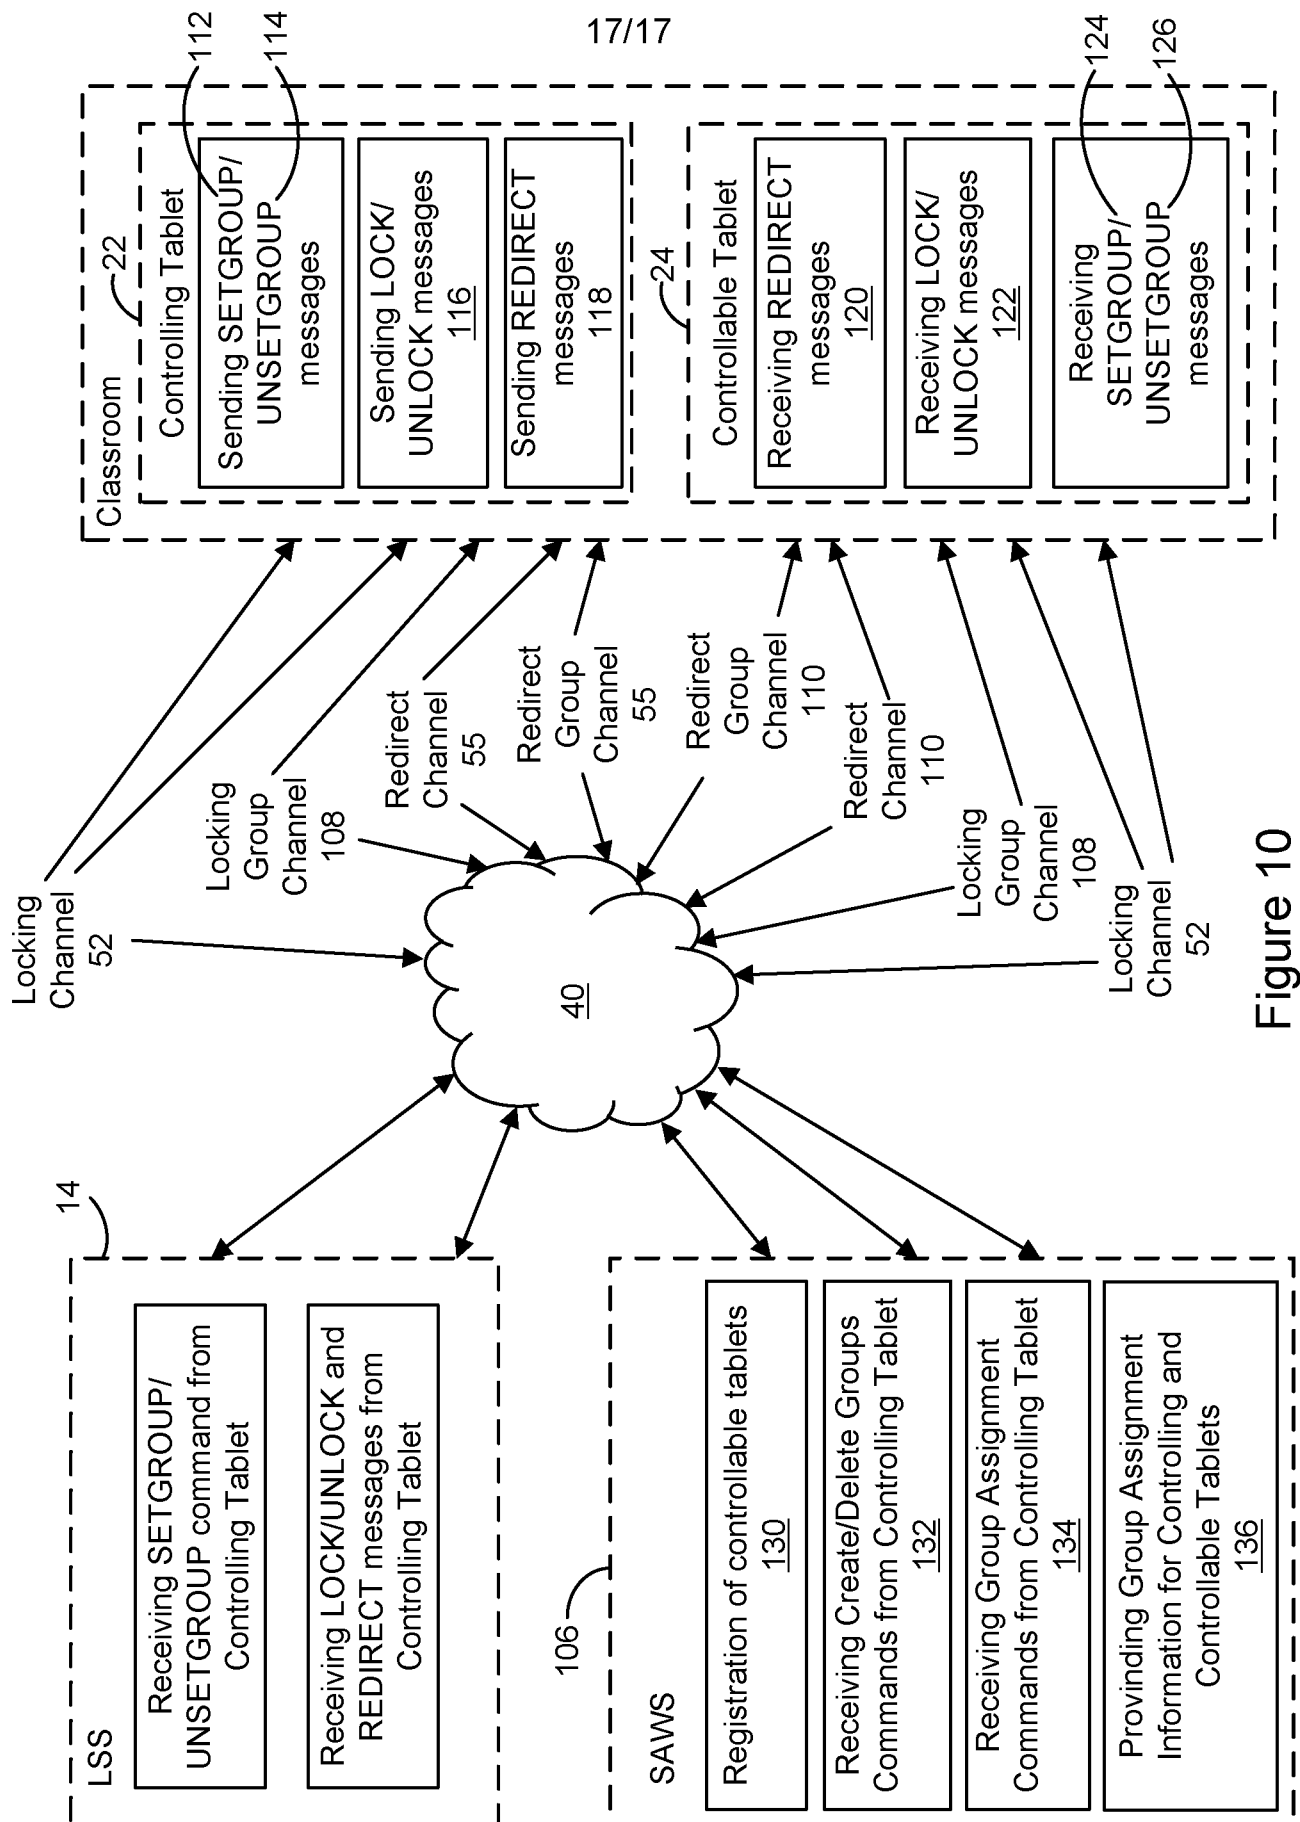 17/17
LSS
14
Receiving SETGROUP/
UNSETGROUP command from
Controlling Tablet
Receiving LOCK/UNLOCK and
REDIRECT messages from
Controlling Tablet
106
SAWS
Registration of controllable tablets
130
Receiving Create/Delete Groups
Commands from Controlling Tablet
132
Receiving Group Assignment
Commands from Controlling Tablet
134
Provinding Group Assignment
Information for Controlling and
Controllable Tablets
136
40
Locking
Channel
52
Locking
Group
Channel
108
Redirect
Channel
55
Redirect
Group
Channel
55
Redirect
Group
Channel
110
Redirect
Channel
110
Locking
Group
Channel
108
Locking
Channel
52
Classroom
22
Controlling Tablet
Sending SETGROUP/
UNSETGROUP
messages
112
114
Sending LOCK/
UNLOCK messages
116
Sending REDIRECT
messages
118
24
Controllable Tablet
Receiving REDIRECT
messages
120
Receiving LOCK/
UNLOCK messages
122
Receiving
SETGROUP/
UNSETGROUP
messages
124
126
Figure 10